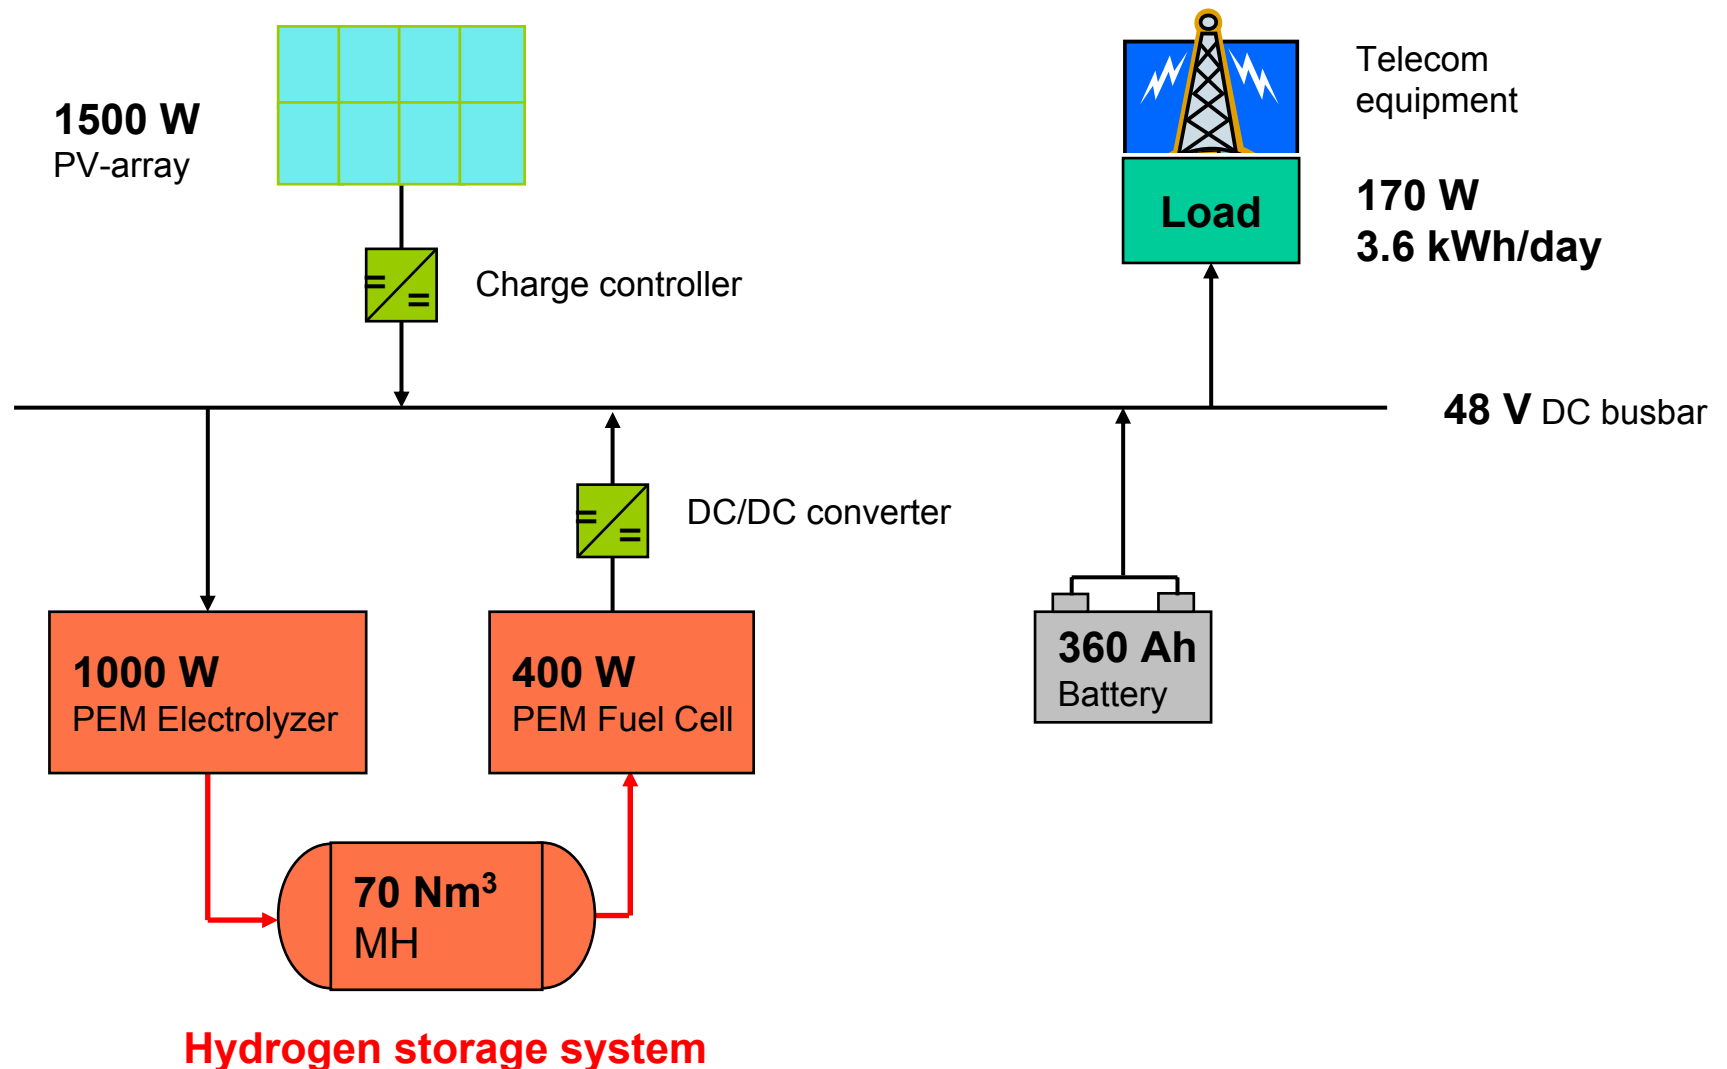 1500 W
PV-array
Telecom
equipment
Load
170 W
3.6 kWh/day
Charge controller
48 V DC busbar
DC/DC converter
1000 W
PEM Electrolyzer
400 W
PEM Fuel Cell
360 Ah
Battery
70 Nm³
MH
Hydrogen storage system